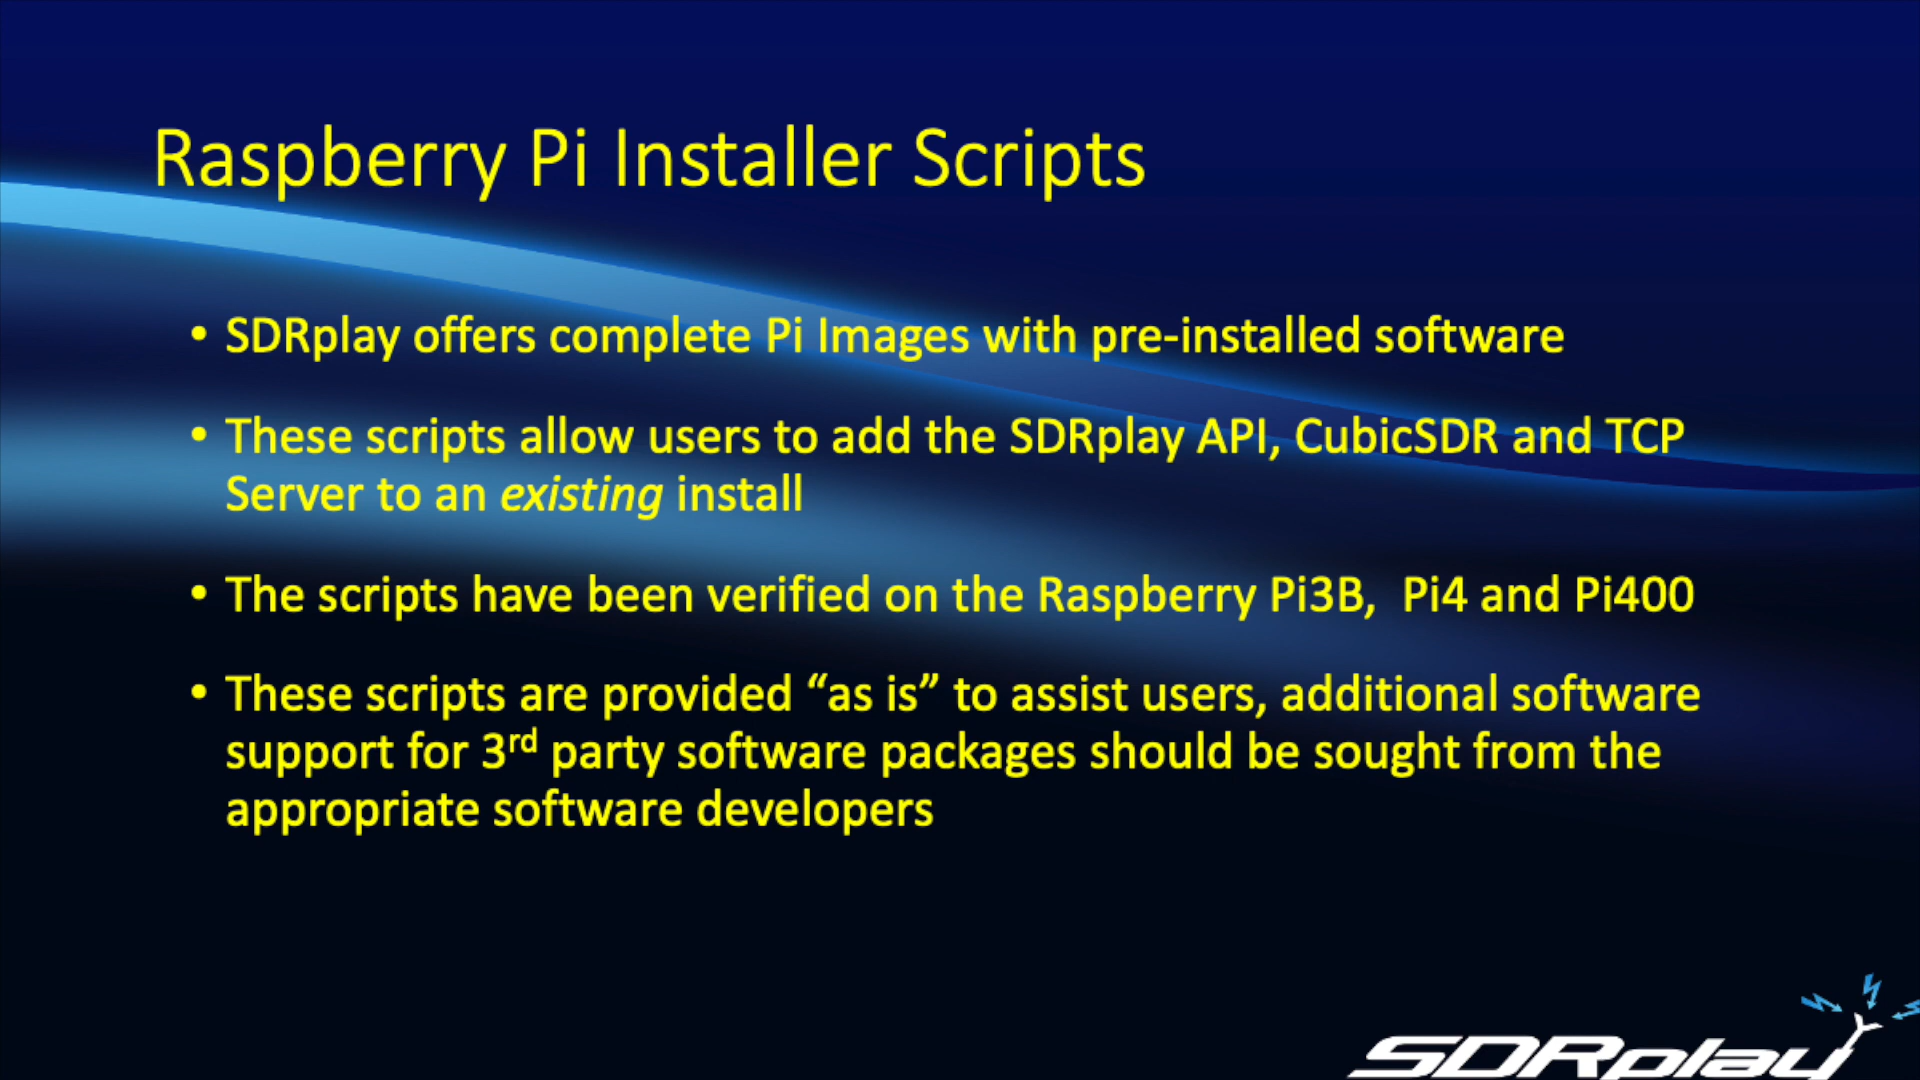 Raspberry Pi Installer Scripts
• SDRplay offers complete Pi Images with pre-installed software
• These scripts allow users to add the SDRplay API, CubicSDR and TCP
Server to an existing install
• The scripts have been verified on the Raspberry Pi3B,  Pi4 and Pi400
• These scripts are provided “as is” to assist users, additional software
support for 3rd party software packages should be sought from the
appropriate software developers
SDRplay